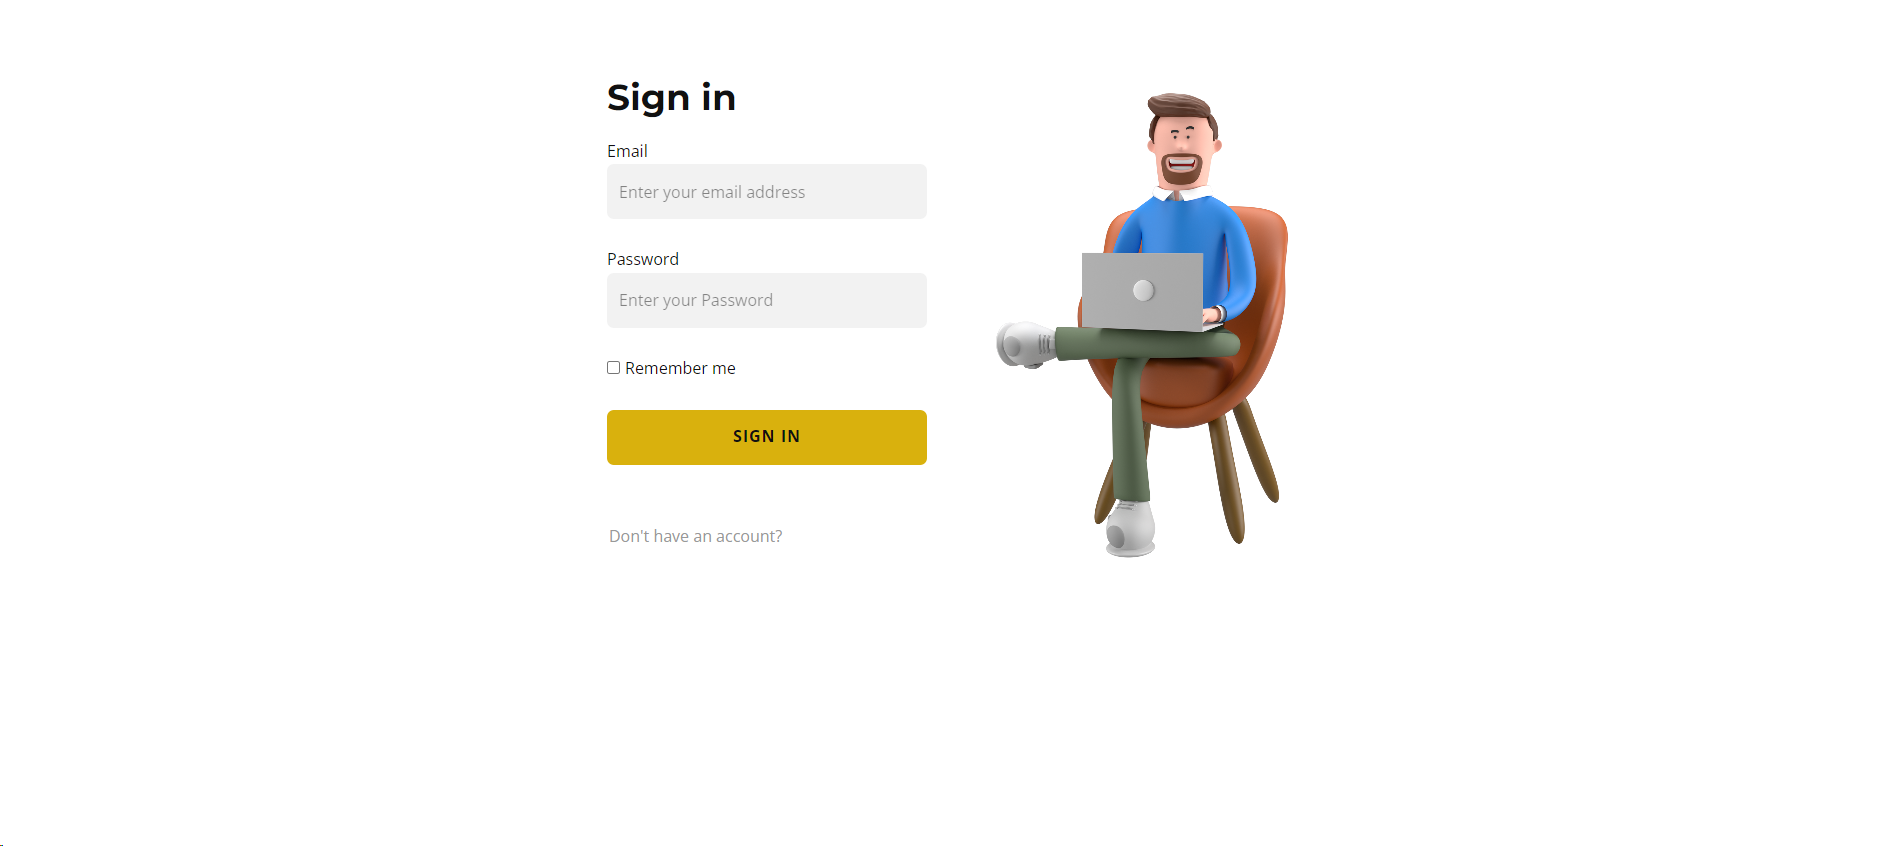 Sign in
Email
Enter your email address
Password
Enter your Password
Remember me
SIGN IN
Don't have an account?